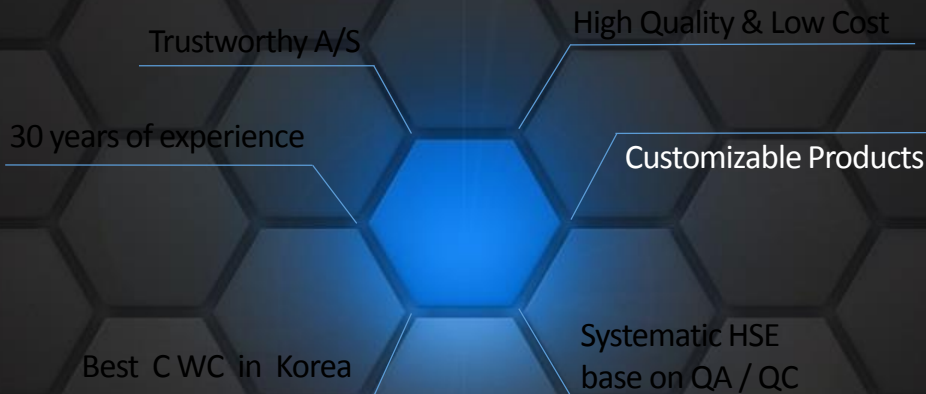 Trustworthy A/S
High Quality & Low Cost
30 years of experience
Customizable Products
Best C WC in Korea
Systematic HSE
base on QA / QC